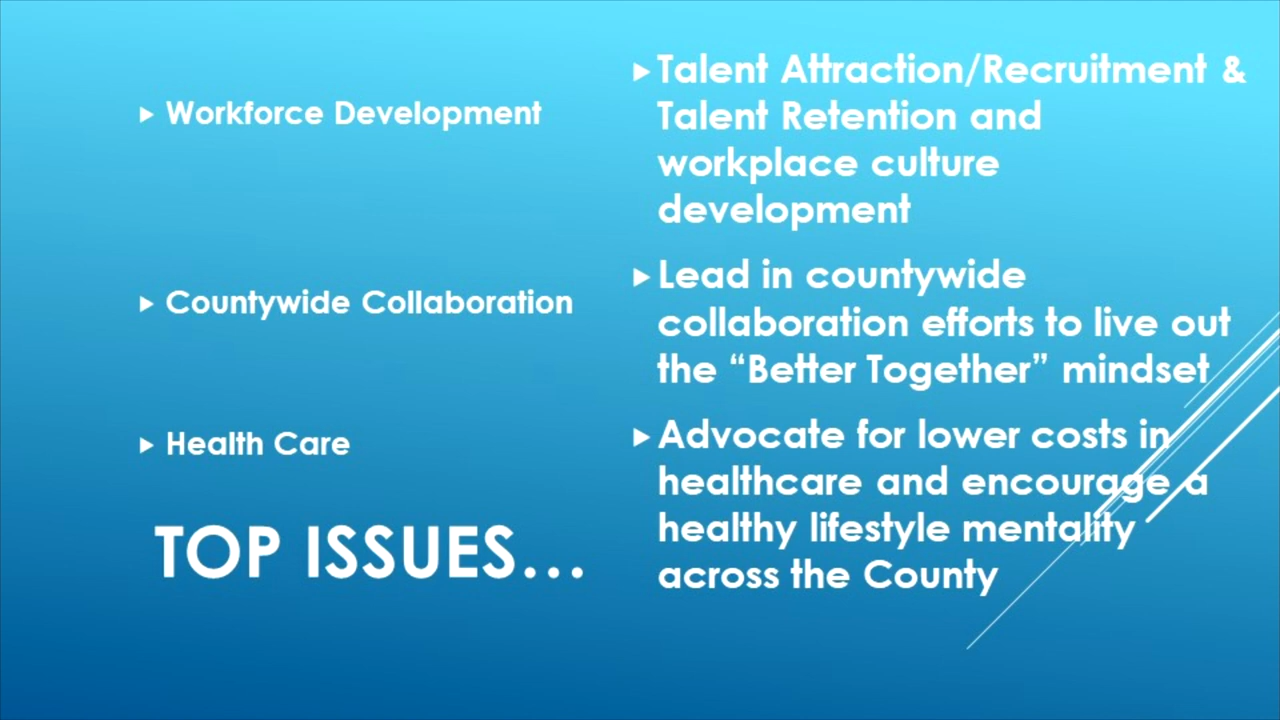 Workforce Development
Countywide Collaboration
Health Care
TOP ISSUES...
Talent Attraction/Recruitment &
Talent Retention and
workplace culture
development
Lead in countywide
collaboration efforts to live out
the “Better Together” mindset
Advocate for lower costs in
healthcare and encourage a
healthy lifestyle mentality
across the County